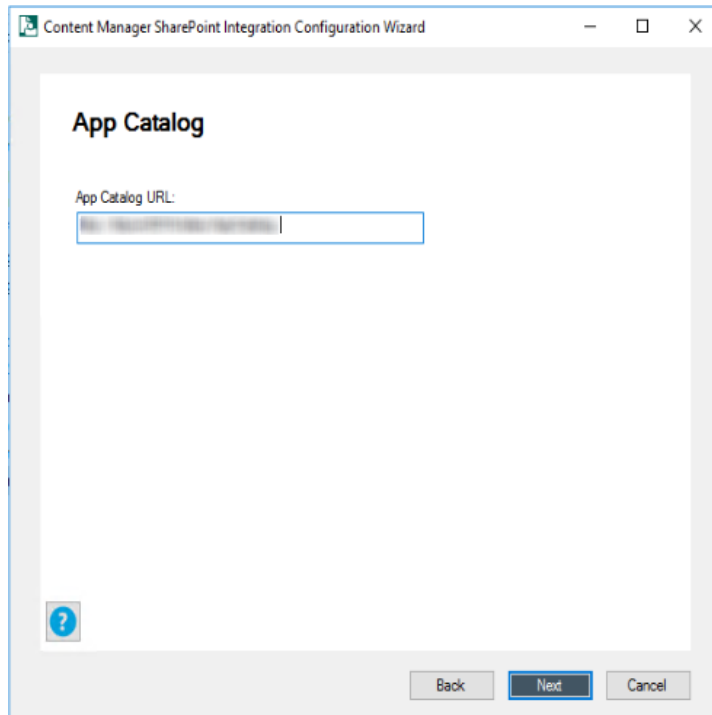 Content Manager SharePoint Integration Configuration Wizard
App Catalog
App Catalog URL:
?
Back Next Cancel